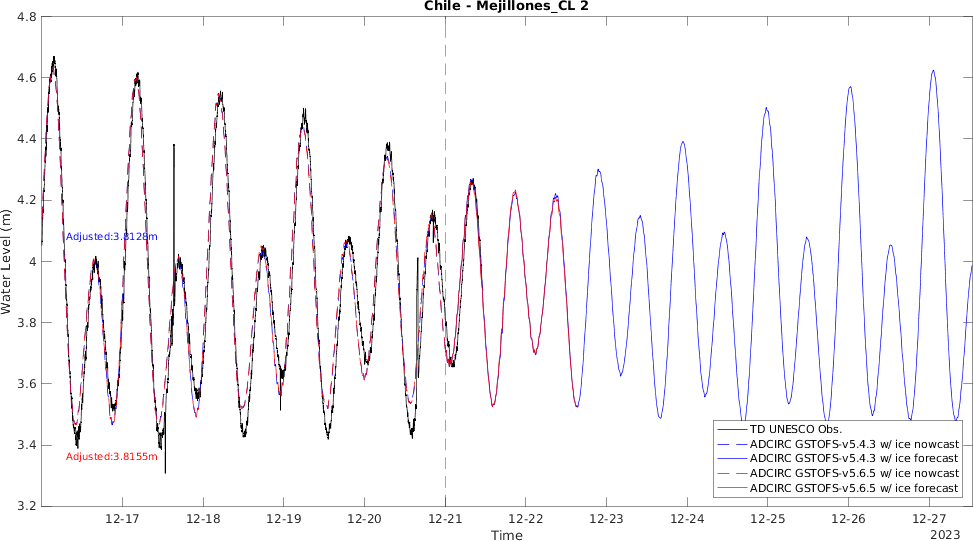 Chile - Mejillones_CL 2
4.8
4.6
4.4
4.2
4
3.8
3.6
3.4
3.2
Water Level (m)
Adjusted:3.8128m
Adjusted:3.8155m
TD UNESCO Obs.
ADCIRC GSTOFS-v5.4.3 w/ ice nowcast
ADCIRC GSTOFS-v5.4.3 w/ ice forecast
ADCIRC GSTOFS-v5.6.5 w/ ice nowcast
ADCIRC GSTOFS-v5.6.5 w/ ice forecast
12-17 12-18 12-19 12-20 12-21 12-22 12-23 12-24 12-25 12-26 12-27
Time
2023